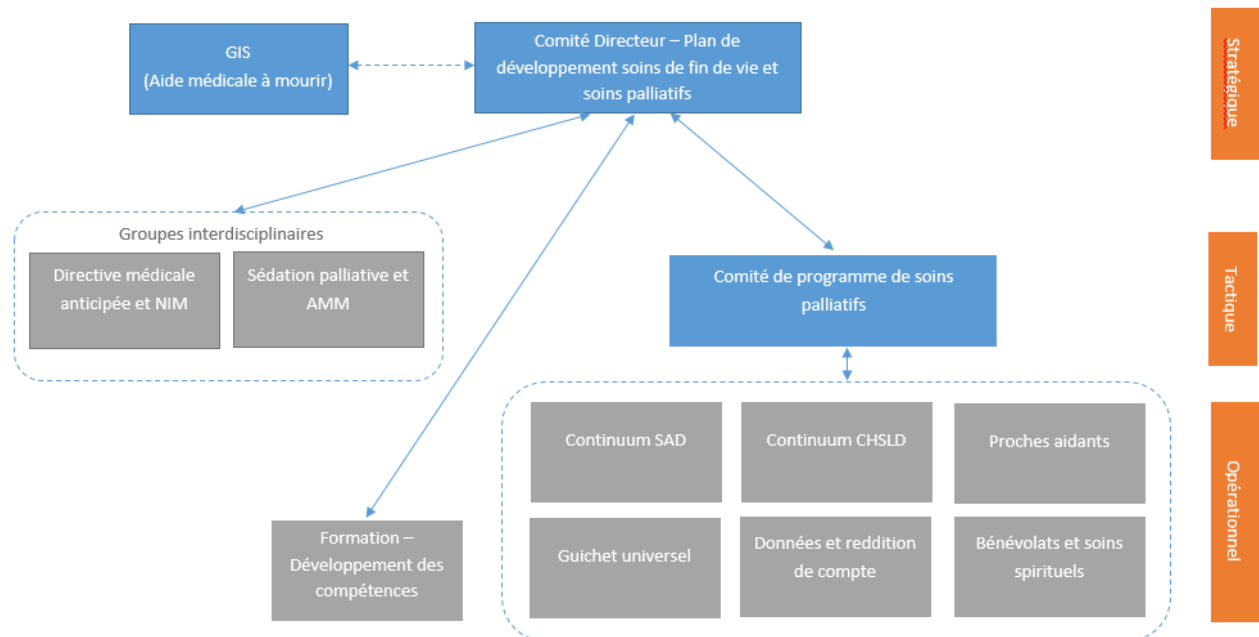 GIS
(Aide médicale à mourir)
Comité Directeur – Plan de
développement soins de fin de vie et
soins palliatifs
Stratégique
Groupes interdisciplinaires
Directive médicale
anticipée et NIM
Sédation palliative et
AMM
Comité de programme de soins
palliatifs
Tactique
Continuum SAD
Continuum CHSLD
Proches aidants
Formation –
Développement des
compétences
Guichet universel
Données et reddition
de compte
Bénévolats et soins
spirituels
Opérationnel